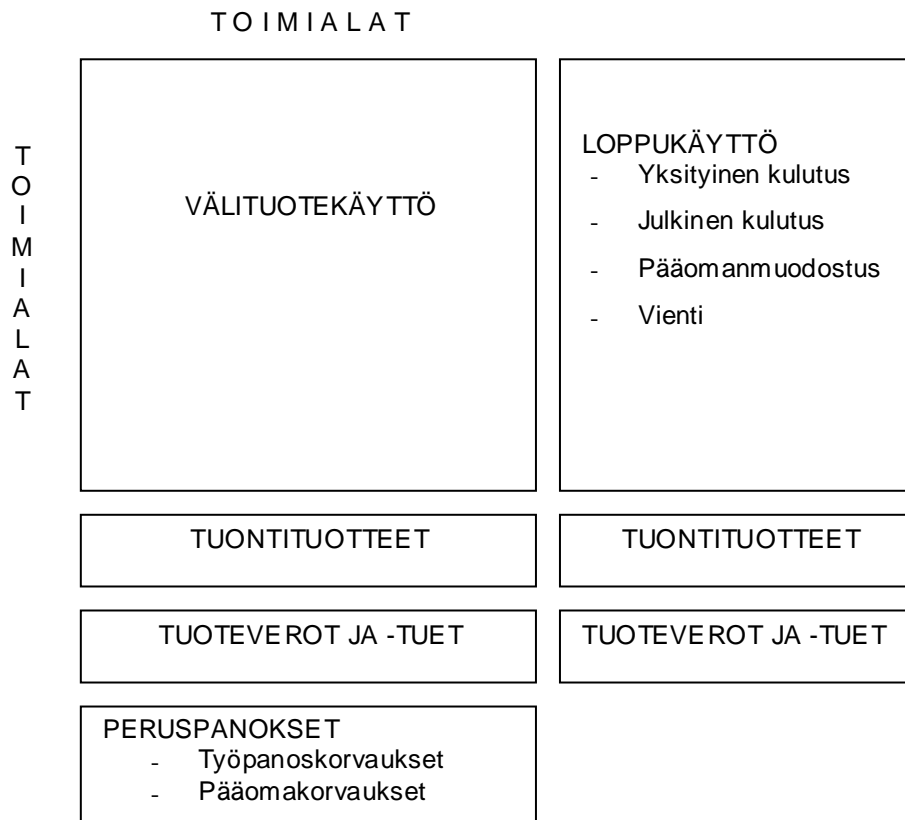 TOIMIALAT
TOIMIALAT
VÄLITUOTEKÄYTTÖ
LOPPUKÄYTTÖ
- Yksityinen kulutus
- Julkinen kulutus
- Pääomanmuodostus
- Vienti
TUONTITUOTTEET
TUONTITUOTTEET
TUOTEVEROT JA -TUET
TUOTEVEROT JA -TUET
PERUSPANOKSET
- Työpanoskorvaukset
- Pääomakorvaukset